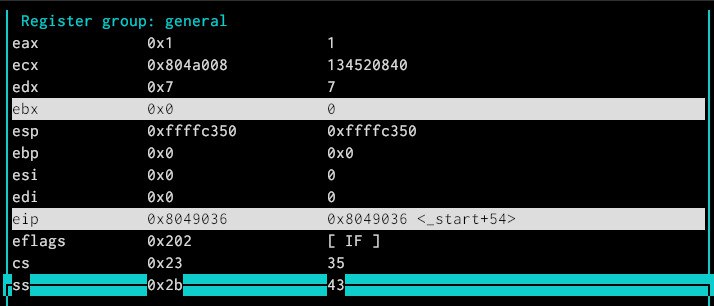 Register group: general
eax 0x1 1
ecx 0x804a008 134520840
edx 0x7 7
ebx 0x0 0
esp 0xffffc350 0xffffc350
ebp 0x0 0x0
esi 0x0 0
edi 0x0 0
eip 0x8049036 0x8049036 <_start+54>
eflags 0x202 [ IF ]
cs 0x23 35
ss 0x2b 43